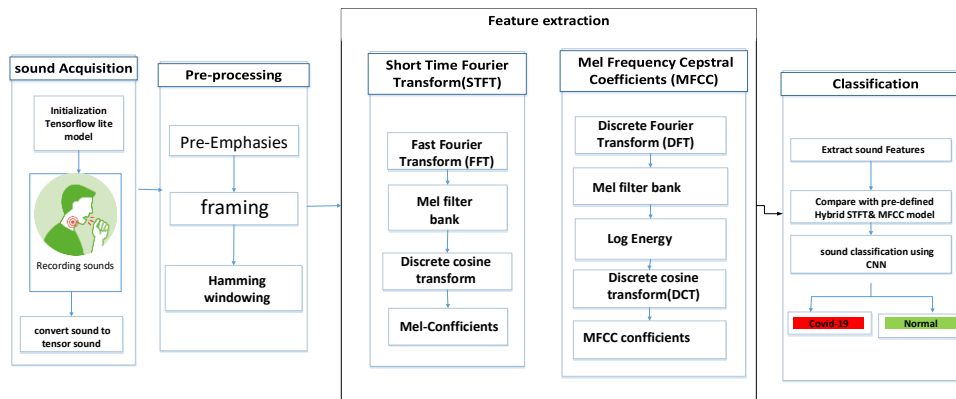 sound Acquisition
Initialization
Tensorflow lite
model
Recording sounds
convert sound to
tensor sound
Pre-processing
Pre-Emphasies
framing
Hamming
windowing
Feature extraction
Short Time Fourier
Transform(STFT)
Fast Fourier
Transform (FFT)
Mel filter
bank
Discrete cosine
transform
Mel-Confficients
Mel Frequency Cepstral
Coefficients (MFCC)
Discrete Fourier
Transform (DFT)
Mel filter bank
Log Energy
Discrete cosine
transform(DCT)
MFCC confficients
Classification
Extract sound Features
Compare with pre-defined
Hybrid STFT& MFCC model
sound classification using
CNN
Covid-19
Normal